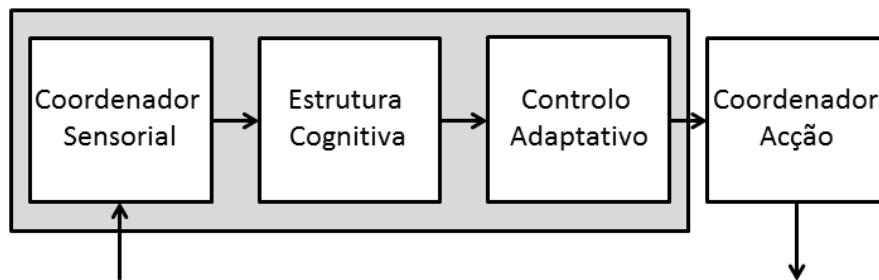 Coordenador
Sensorial
Estrutura
Cognitiva
Controlo
Adaptativo
Coordenador
Acção